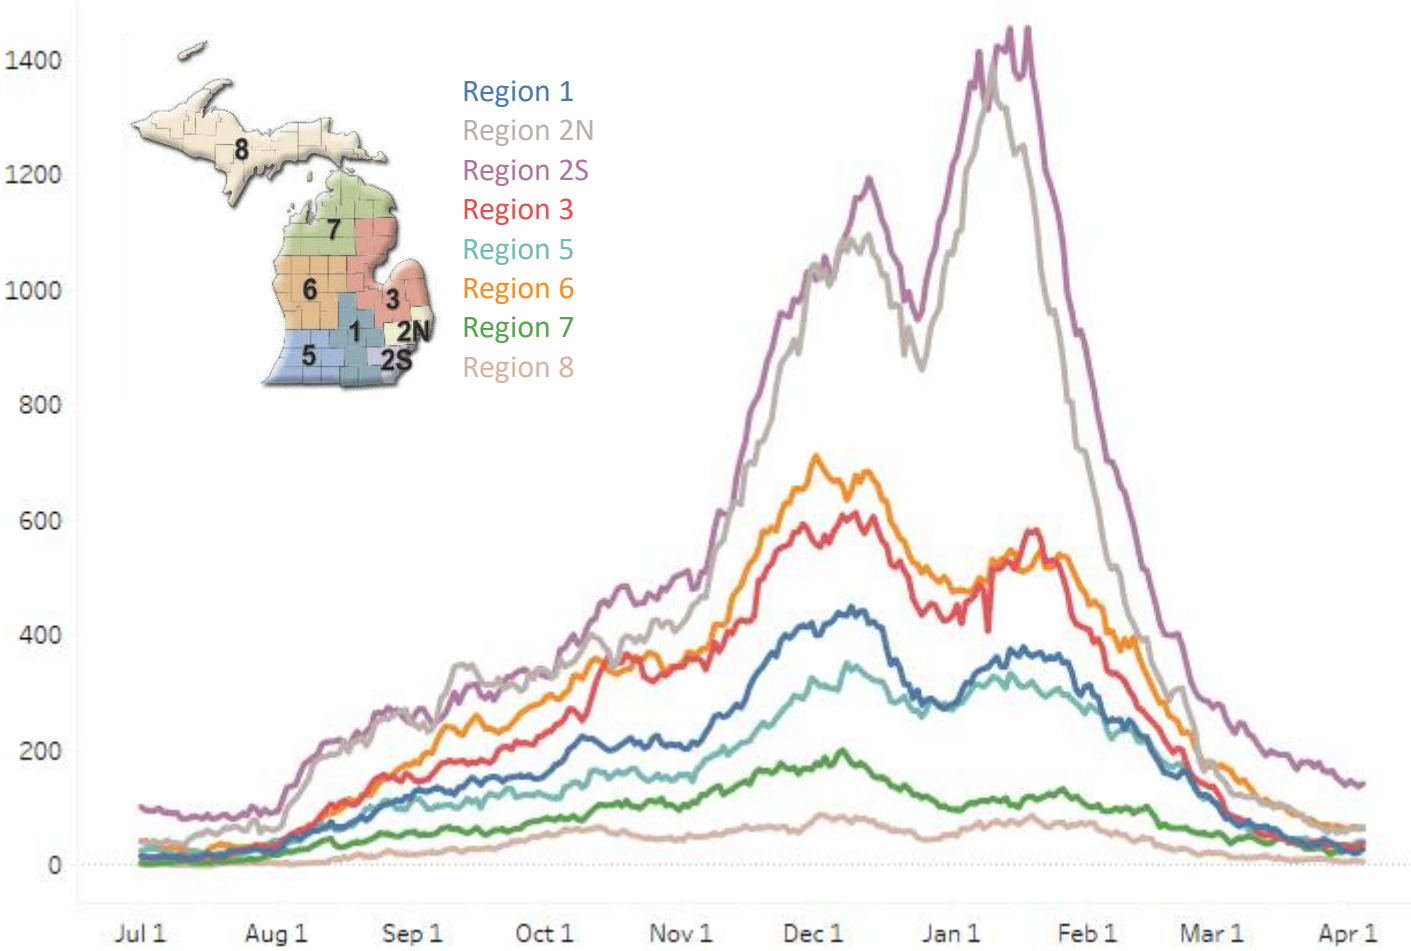 1400
1200
1000
800
600
400
200
0
Region 1
Region 2N
Region 2S
Region 3
Region 5
Region 6
Region 7
Region 8
8
7
6
3
1
2N
5
2S
Jul 1 Aug 1 Sep 1 Oct 1 Nov 1 Dec 1 Jan 1 Feb 1 Mar 1 Apr 1